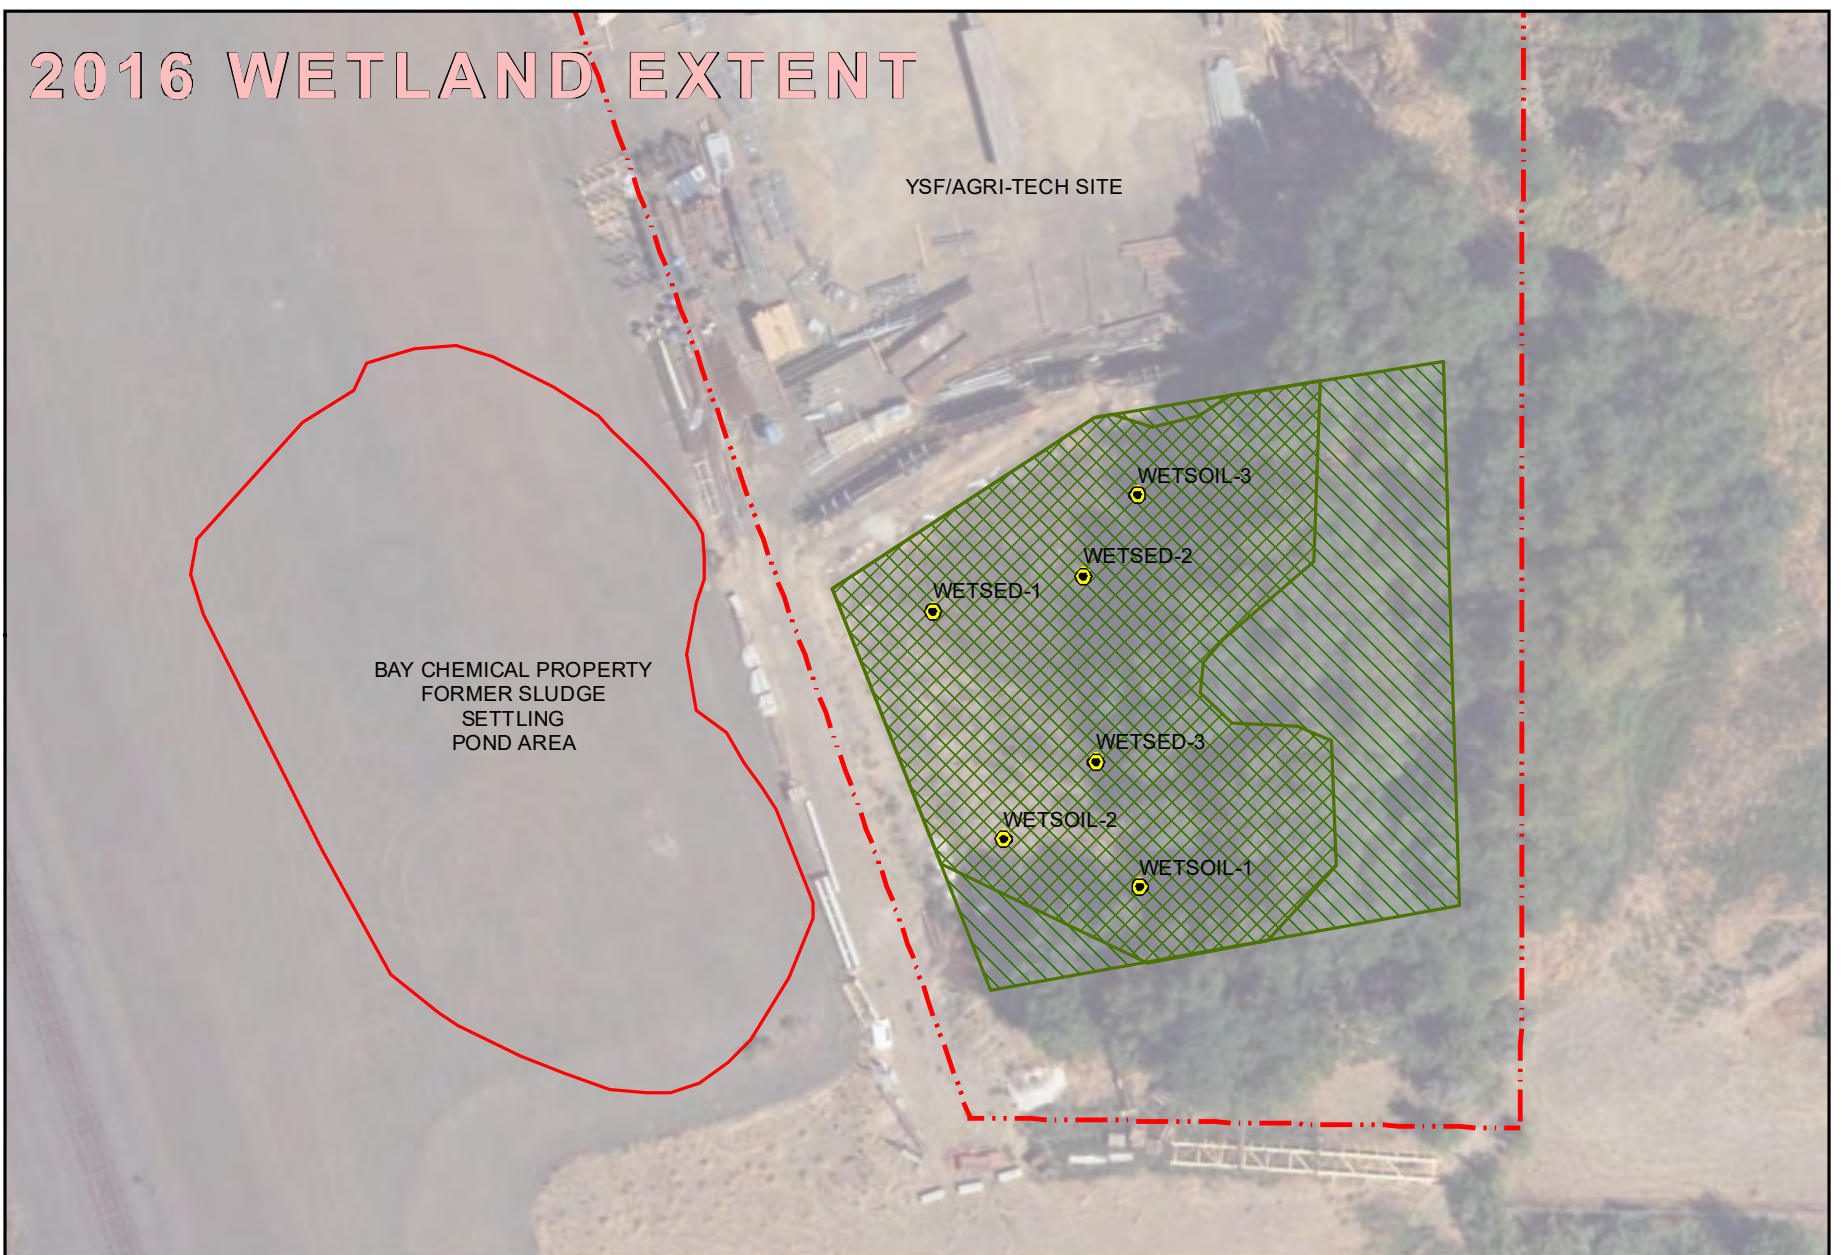 2016 WETLAND EXTENT
YSF/AGRI-TECH SITE
WETSOIL-3
WETSED-2
WETSED-1
BAY CHEMICAL PROPERTY
FORMER SLUDGE
SETTLING
POND AREA
WETSED-3
WETSOIL-2
WETSOIL-1